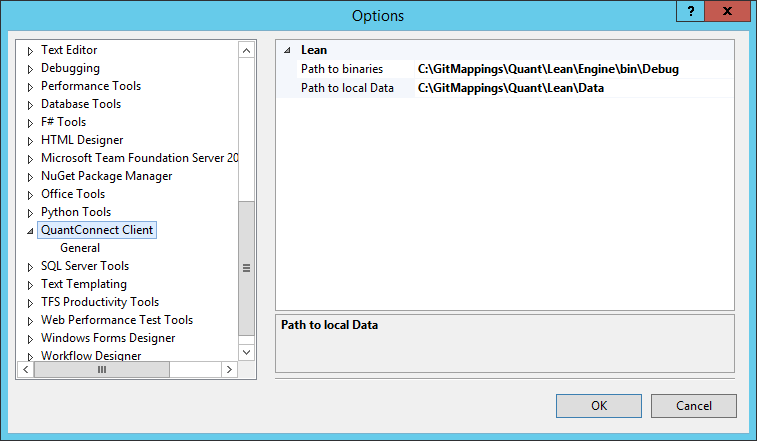 Options
?
x
Text Editor
Debugging
Performance Tools
Database Tools
F# Tools
HTML Designer
Microsoft Team Foundation Server 20
NuGet Package Manager
Office Tools
Python Tools
QuantConnect Client
General
SQL Server Tools
Text Templating
TFS Productivity Tools
Web Performance Test Tools
Windows Forms Designer
Workflow Designer
Lean
Path to binaries C:\GitMappings\Quant\Lean\Engine\bin\Debug
Path to local Data C:\GitMappings\Quant\Lean\Data
Path to local Data
OK Cancel